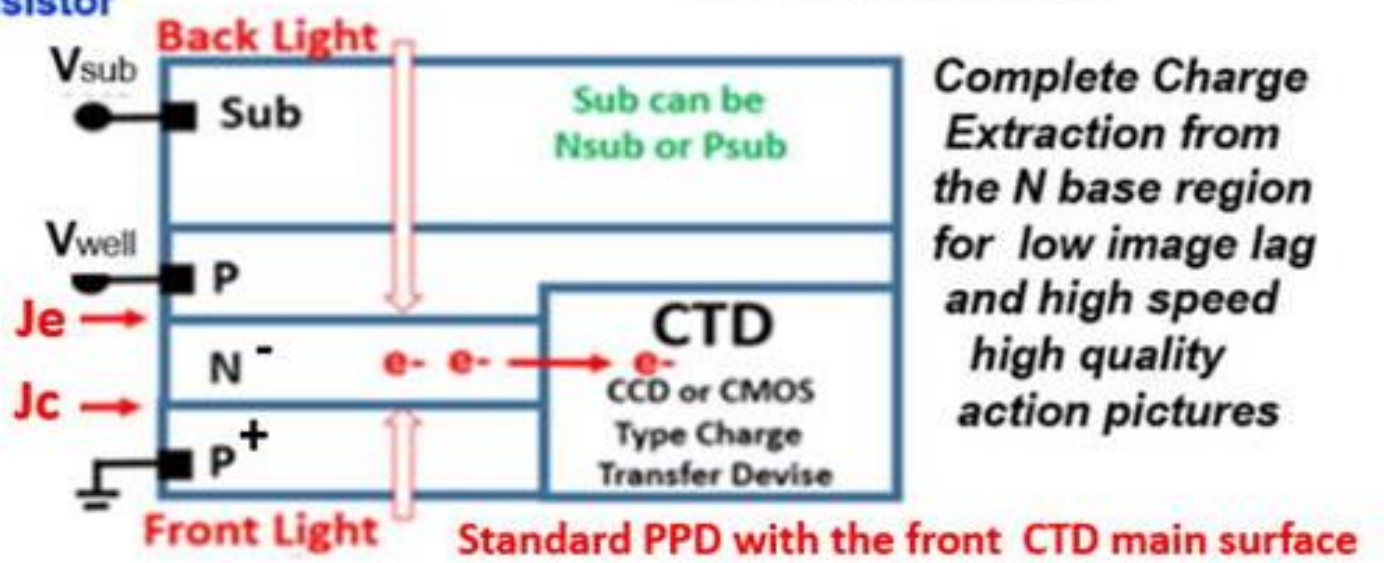 Back Light
Vsub
Sub
Sub can be
Nsub or Psub
Vwell
P
Je
N -
e- e- e-
Jc
P +
CTD
CCD or CMOS
Type Charge
Transfer Devise
Front Light
Complete Charge
Extraction from
the N base region
for low image lag
and high speed
high quality
action pictures
Standard PPD with the front CTD main surface